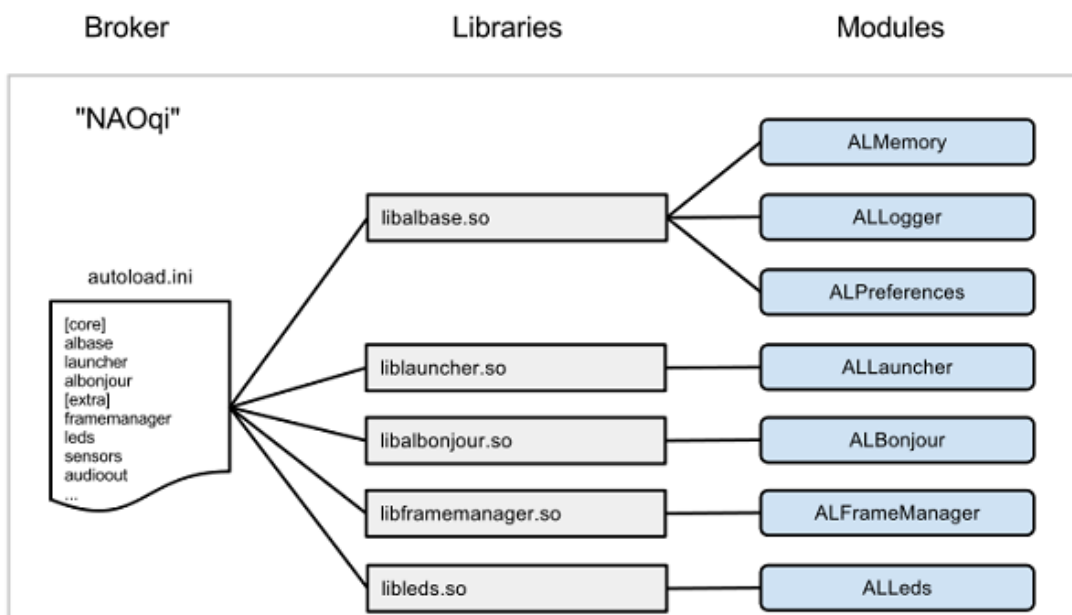 Broker
Libraries
Modules
"NAOqi"
autoload.ini
[core]
albase
launcher
albonjour
[extra]
framemanager
leds
sensors
audioout
...
libalbase.so
liblauncher.so
libalbonjour.so
libframemanager.so
libleds.so
ALMemory
ALLogger
ALPreferences
ALLauncher
ALBonjour
ALFrameManager
ALLeds